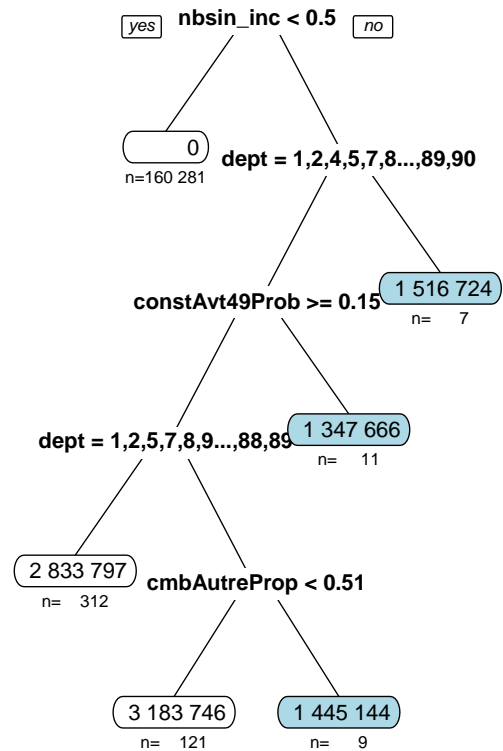 yes nbsin_inc < 0.5 no
0
n=160 281
dept = 1,2,4,5,7,8...,89,90
1 516 724
n= 7
constAvt49Prob >= 0.15
1 347 666
n= 11
dept = 1,2,5,7,8,9...,88,89
2 833 797
n= 312
cmbAutreProp < 0.51
3 183 746
n= 121
1 445 144
n= 9